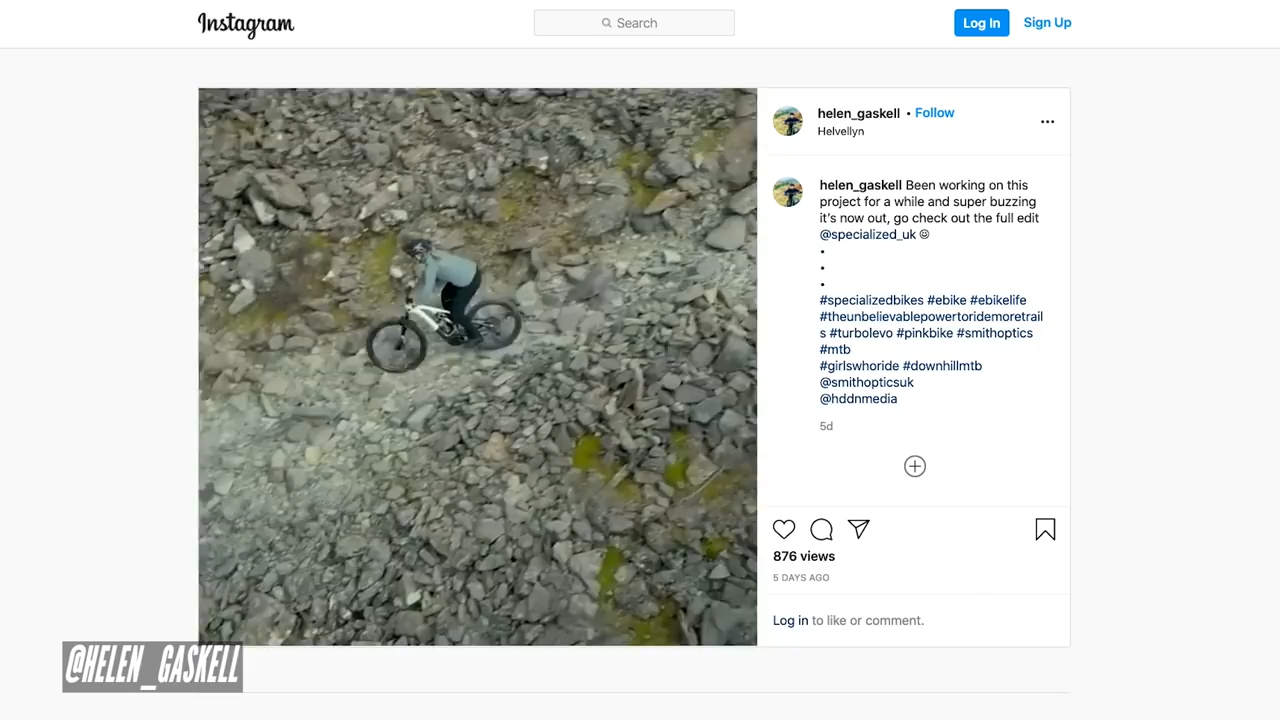 Instagram
Search
Log In
Sign Up
helen_gaskell • Follow
Helvellyn
helen_gaskell Been working on this
project for a while and super buzzing
it's now out, go check out the full edit
@specialized_uk
•
•
•
#specializedbikes #ebike #ebikelife
#theunbelievablepowertoridemoretrail
s #turbolevo #pinkbike #smithoptics
#mtb
#girlswhoride #downhillmtb
@smithopticsuk
@hddnmedia
5d
876 views
5 DAYS AGO
Log in to like or comment.
@HELEN_GASKELL